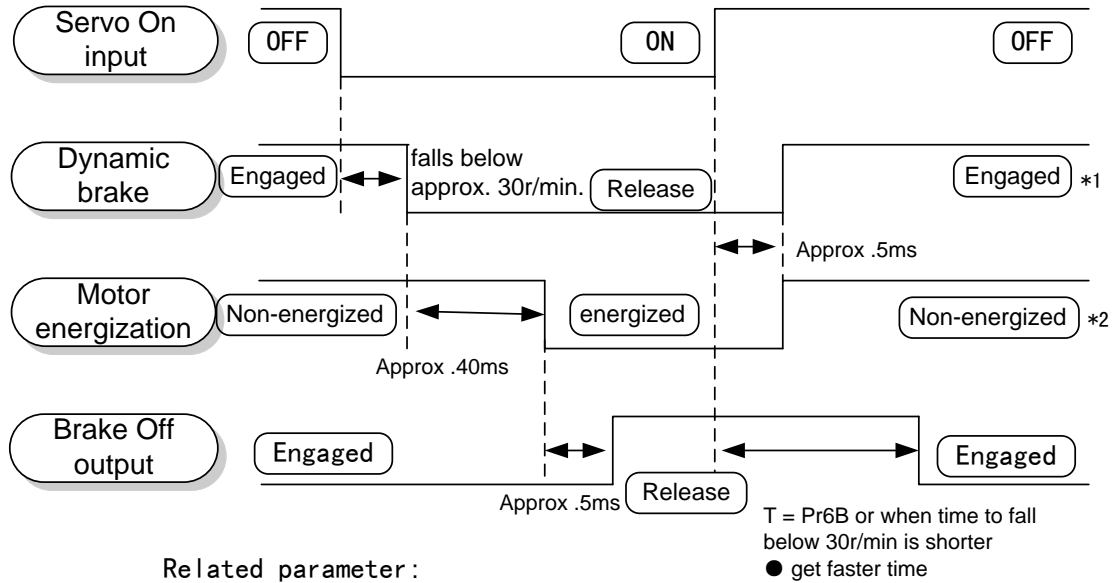 Servo On
input
OFF
ON
OFF
Dynamic
brake
Engaged
falls below
approx. 30r/min.
Release
Engaged
*1
Approx .5ms
Motor
energization
Non-energized
energized
Non-energized
*2
Approx .40ms
Brake Off
output
Engaged
Approx .5ms
Release
Engaged
T = Pr6B or when time to fall
below 30r/min is shorter
● get faster time
Related parameter: